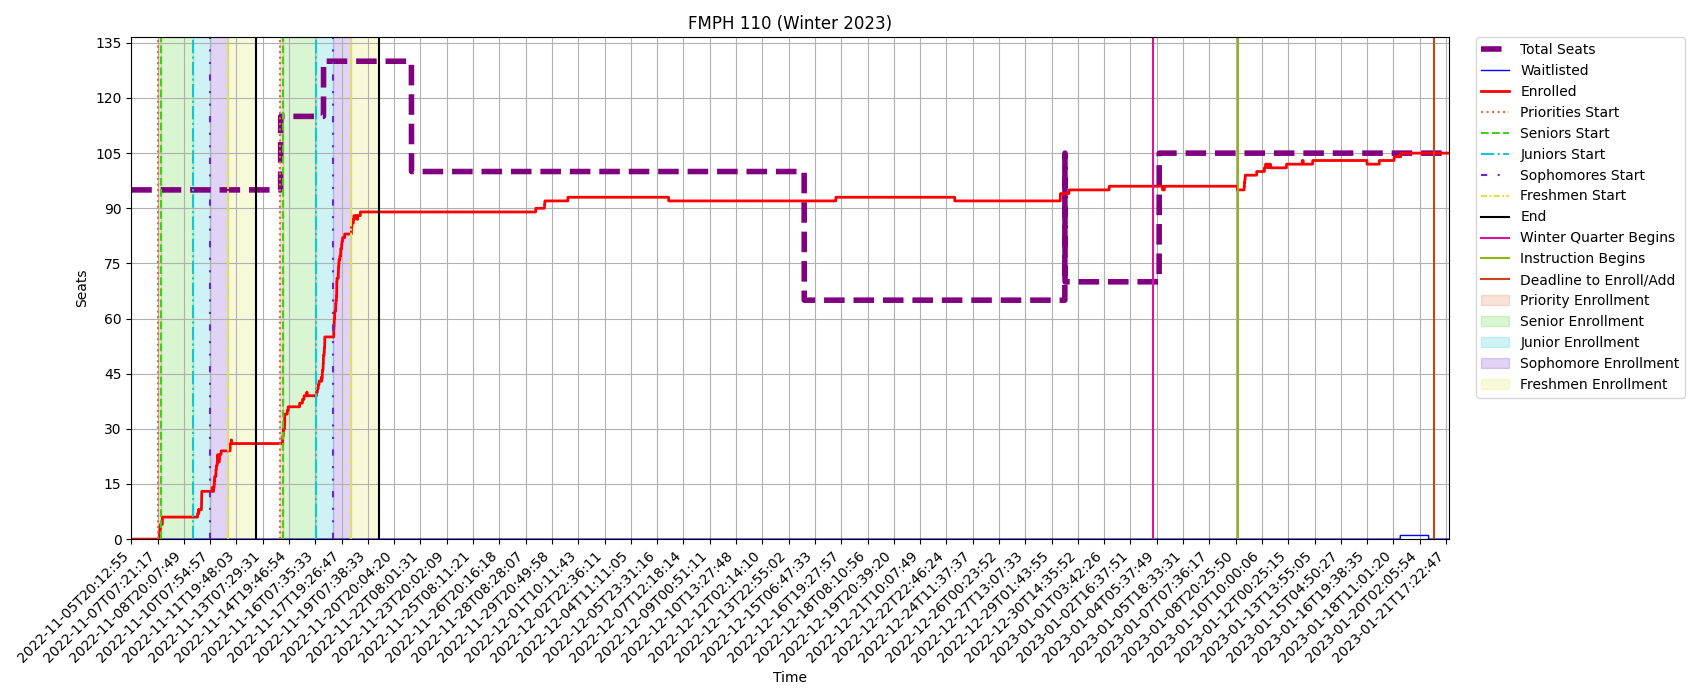 FMPH 110 (Winter 2023)
135
120
105
90
75
60
45
30
15
0
Seats
2022-11-05T20:12:55
2022-11-07T07:21:17
2022-11-08T20:07:49
2022-11-10T07:54:57
2022-11-11T19:48:03
2022-11-13T07:29:31
2022-11-14T19:46:54
2022-11-16T07:35:33
2022-11-17T19:26:47
2022-11-19T07:38:33
2022-11-20T20:04:20
2022-11-22T08:01:31
2022-11-23T20:02:09
2022-11-25T08:11:21
2022-11-26T20:16:18
2022-11-28T08:28:07
2022-11-29T20:49:58
2022-12-01T10:11:43
2022-12-02T22:36:11
2022-12-04T11:11:05
2022-12-05T23:31:16
2022-12-07T12:18:14
2022-12-09T00:51:11
2022-12-10T13:27:48
2022-12-12T02:14:10
2022-12-13T22:55:02
2022-12-15T06:47:33
2022-12-16T19:27:57
2022-12-18T08:10:56
2022-12-19T20:39:20
2022-12-21T10:07:49
2022-12-22T22:46:24
2022-12-24T11:37:37
2022-12-26T00:23:52
2022-12-27T13:07:33
2022-12-29T01:43:55
2022-12-30T14:35:52
2023-01-01T03:42:26
2023-01-02T16:37:51
2023-01-04T05:37:49
2023-01-05T18:33:31
2023-01-07T07:36:17
2023-01-08T20:25:50
2023-01-10T10:00:06
2023-01-12T00:25:15
2023-01-13T13:55:05
2023-01-15T04:50:27
2023-01-16T19:38:35
2023-01-18T11:01:20
2023-01-20T02:05:54
2023-01-21T17:22:47
Time
Total Seats
Waitlisted
Enrolled
Priorities Start
Seniors Start
Juniors Start
Sophomores Start
Freshmen Start
End
Winter Quarter Begins
Instruction Begins
Deadline to Enroll/Add
Priority Enrollment
Senior Enrollment
Junior Enrollment
Sophomore Enrollment
Freshmen Enrollment